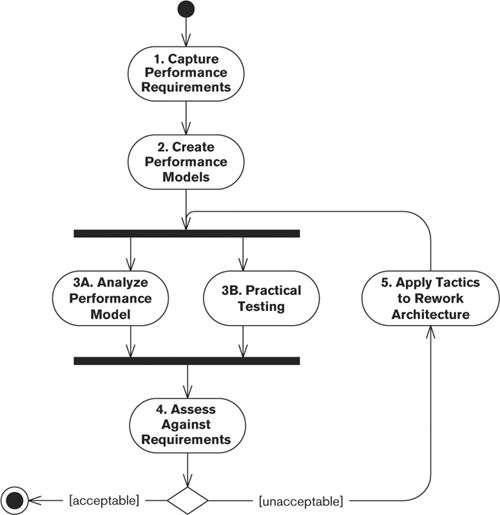 1. Capture
Performance
Requirements
2. Create
Performance
Models
3A. Analyze
Performance
Model
3B. Practical
Testing
5. Apply Tactics
to Rework
Architecture
4. Assess
Against
Requirements
[acceptable]
[unacceptable]